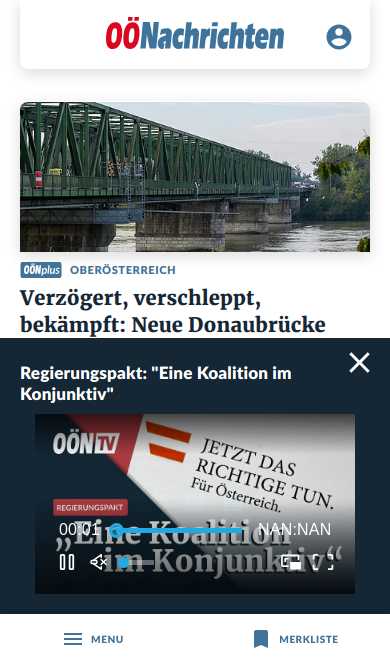 OÖNachrichten
OÖNplus OBERÖSTERREICH
Verzögert, verschleppt,
bekämpft: Neue Donaubrücke
Regierungspakt: "Eine Koalition im
Konjunktiv"
OÖN TV
JETZT DAS
RICHTIGE TUN.
Für Österreich.
REGIERUNGSPAKT
00:01 NAN:NAN
„Eine Koalition
im Konjunktiv“
MENU MERKLISTE